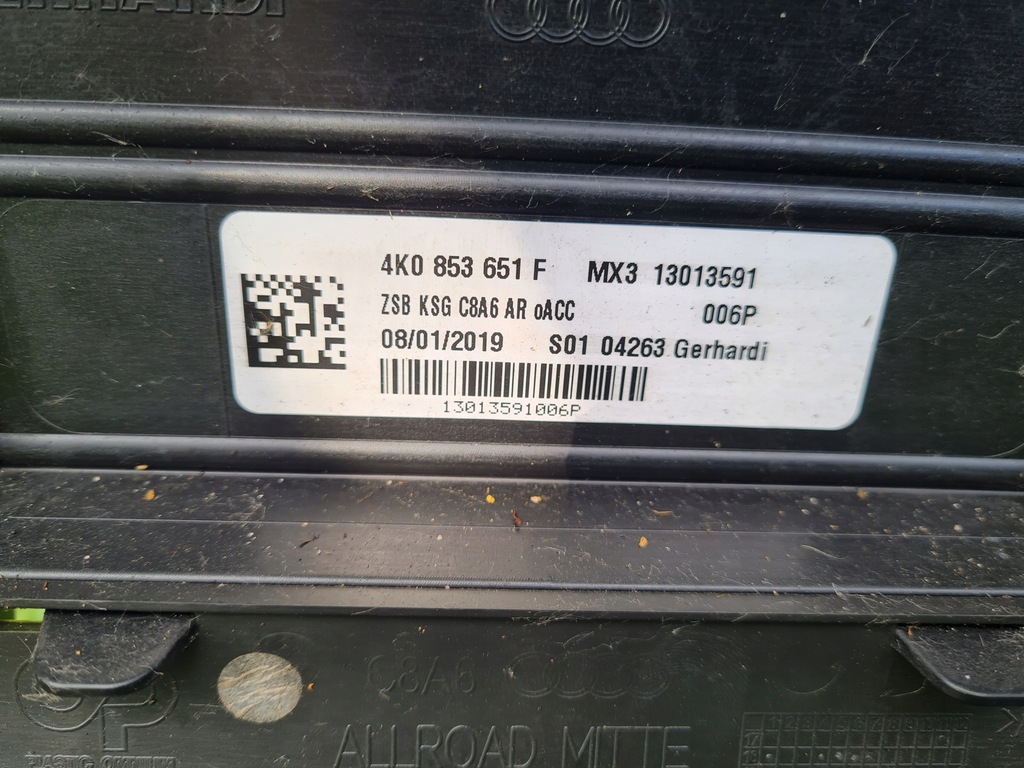 4K0 853 651 F MX3 13013591
ZSB KSG C8A6 AR oACC 006P
08/01/2019 S01 04263 Gerhardi
13013591006P
C8A6
ALLROAD MITTE